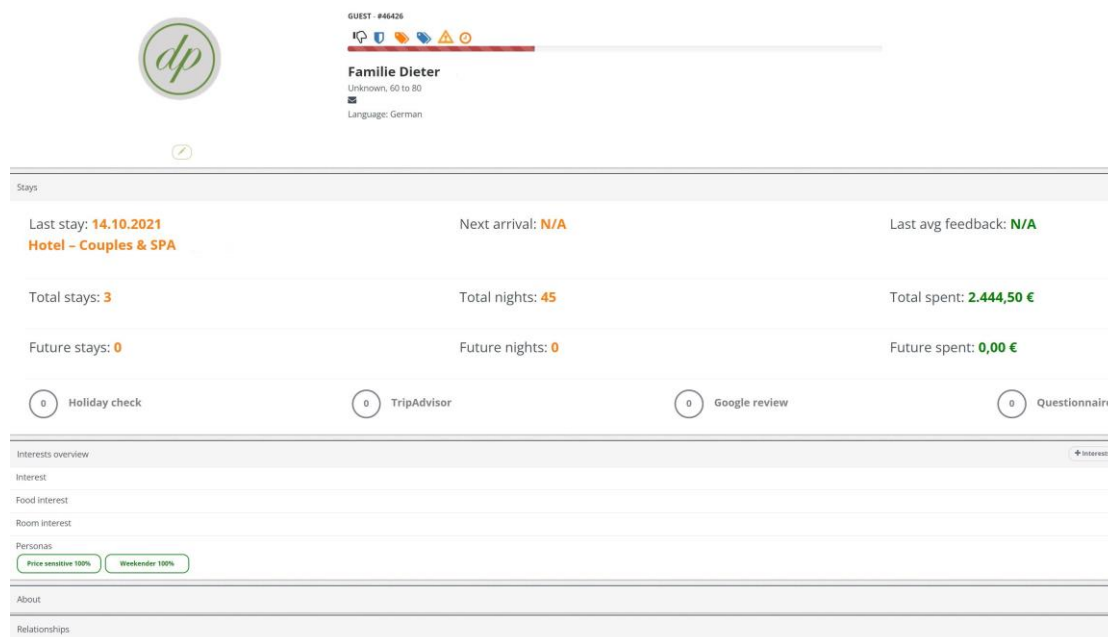 dp
GUEST - #46426
Familie Dieter
Unknown, 60 to 80
Language: German
Stays
Last stay: 14.10.2021
Hotel – Couples & SPA
Next arrival: N/A
Last avg feedback: N/A
Total stays: 3
Total nights: 45
Total spent: 2.444,50 €
Future stays: 0
Future nights: 0
Future spent: 0,00 €
0 Holiday check
0 TripAdvisor
0 Google review
0 Questionnaire
Interests overview
+ Interest
Interest
Food interest
Room interest
Personas
Price sensitive 100%
Weekender 100%
About
Relationships